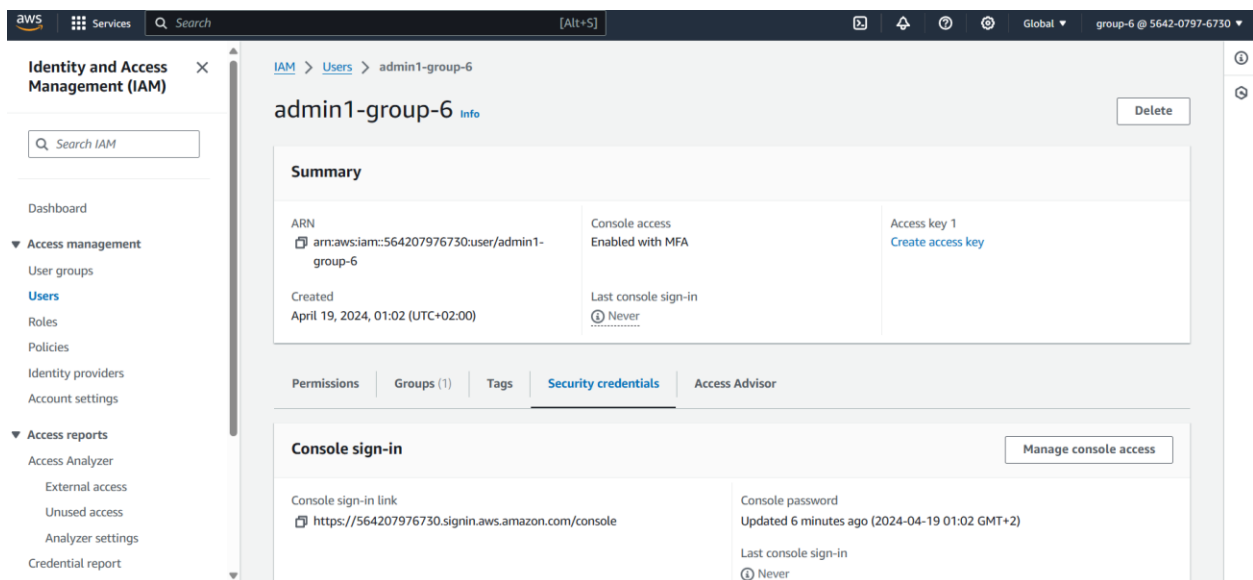 aws
Services
Search
[Alt+S]
Global
group-6 @ 5642-0797-6730
Identity and Access
Management (IAM)
Search IAM
Dashboard
Access management
User groups
Users
Roles
Policies
Identity providers
Account settings
Access reports
Access Analyzer
External access
Unused access
Analyzer settings
Credential report
IAM > Users > admin1-group-6
admin1-group-6 Info
Delete
Summary
ARN
arn:aws:iam::564207976730:user/admin1-
group-6
Console access
Enabled with MFA
Access key 1
Create access key
Created
April 19, 2024, 01:02 (UTC+02:00)
Last console sign-in
Never
Permissions
Groups (1)
Tags
Security credentials
Access Advisor
Console sign-in
Manage console access
Console sign-in link
https://564207976730.signin.aws.amazon.com/console
Console password
Updated 6 minutes ago (2024-04-19 01:02 GMT+2)
Last console sign-in
Never